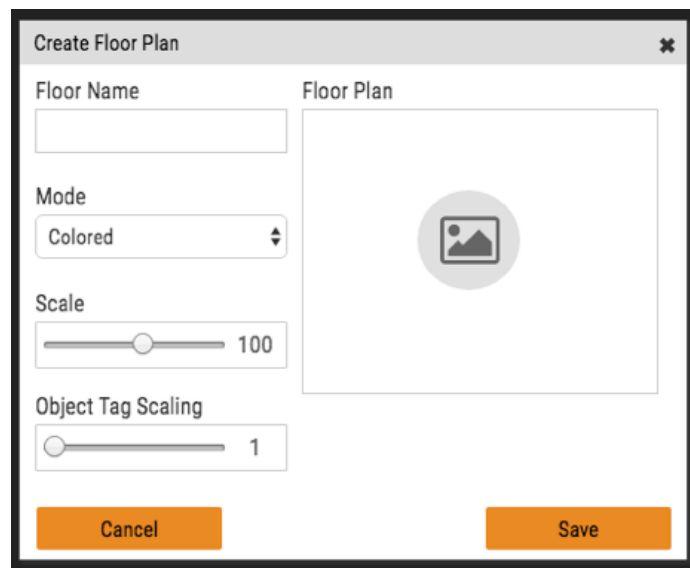 Create Floor Plan
Floor Name
Floor Plan
Mode
Colored
Scale
100
Object Tag Scaling
1
Cancel
Save